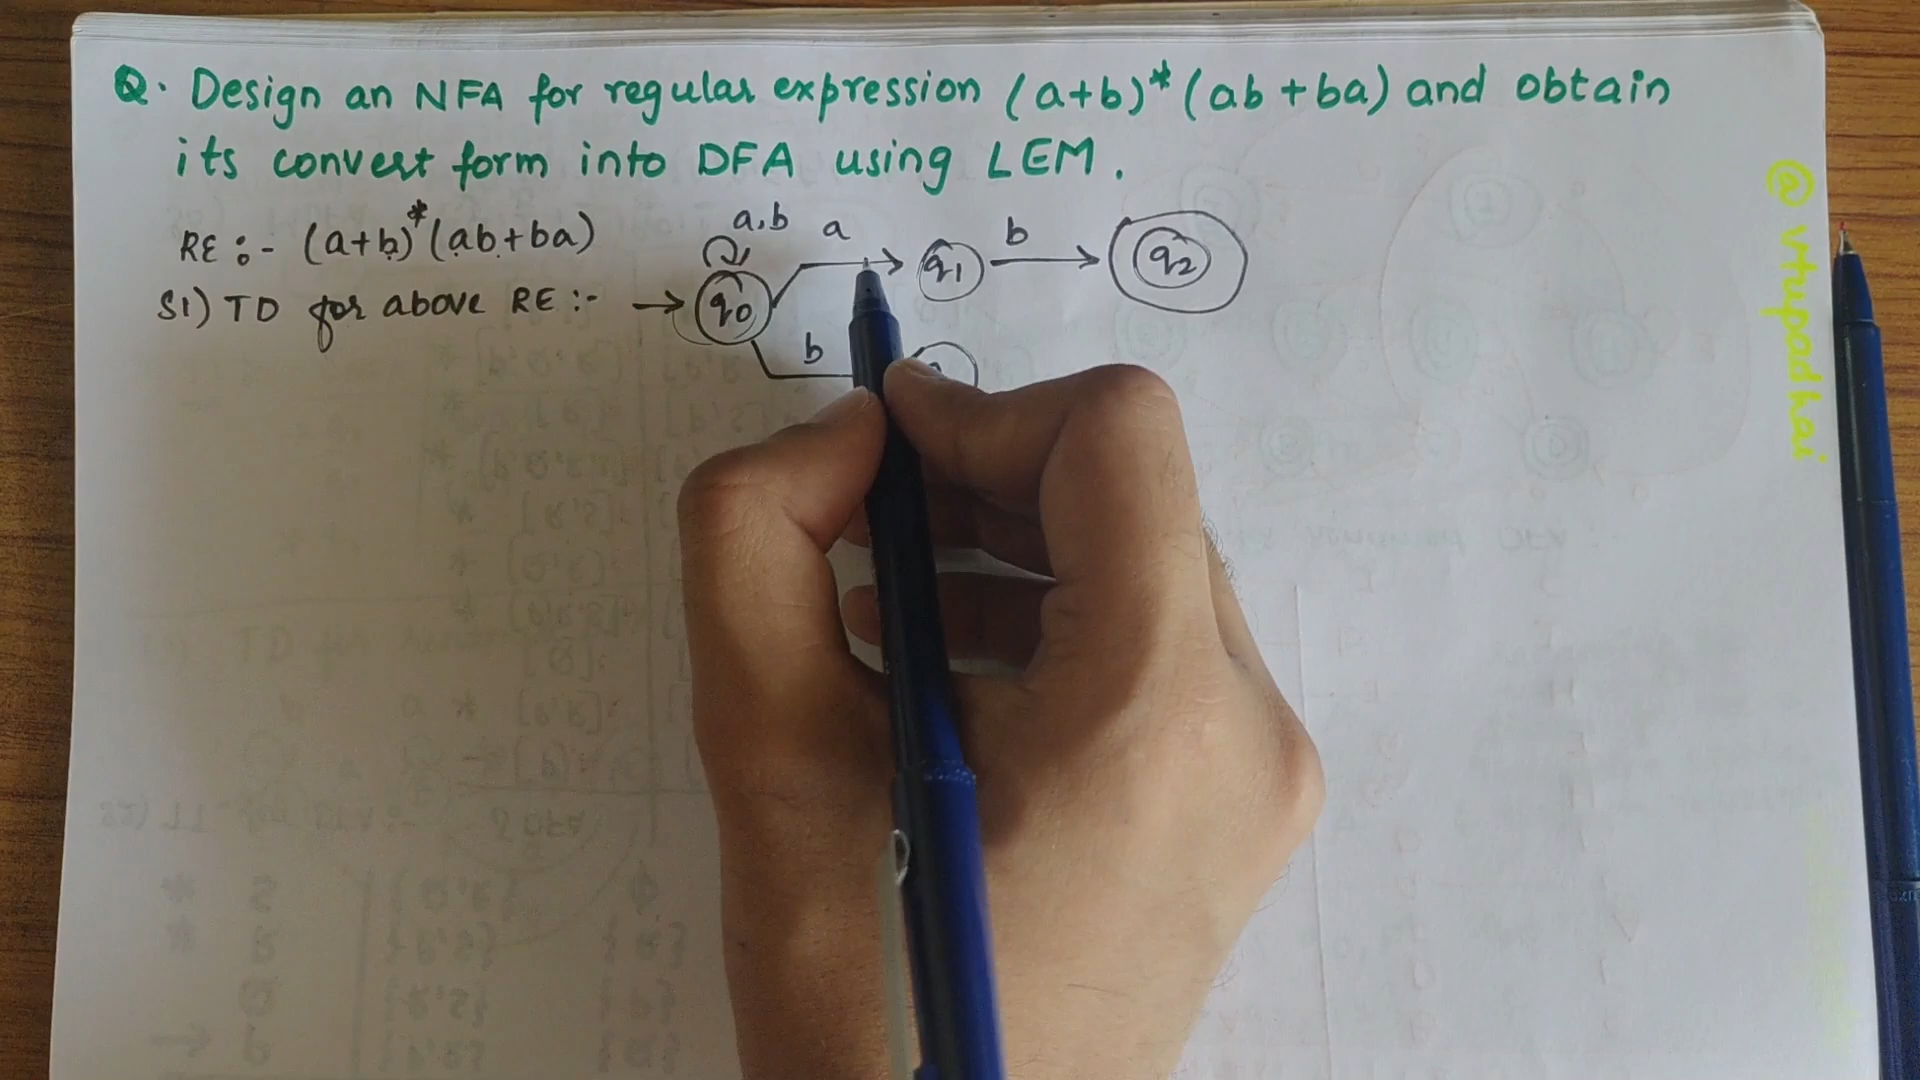 Q. Design an NFA for regular expression (a+b)*(ab+ba) and obtain
its convert form into DFA using LEM.
RE :- (a+b)*(ab+ba)
S1) TD for above RE :-
a,b
a
b
q0
q1
q2
b
@vtupadhai